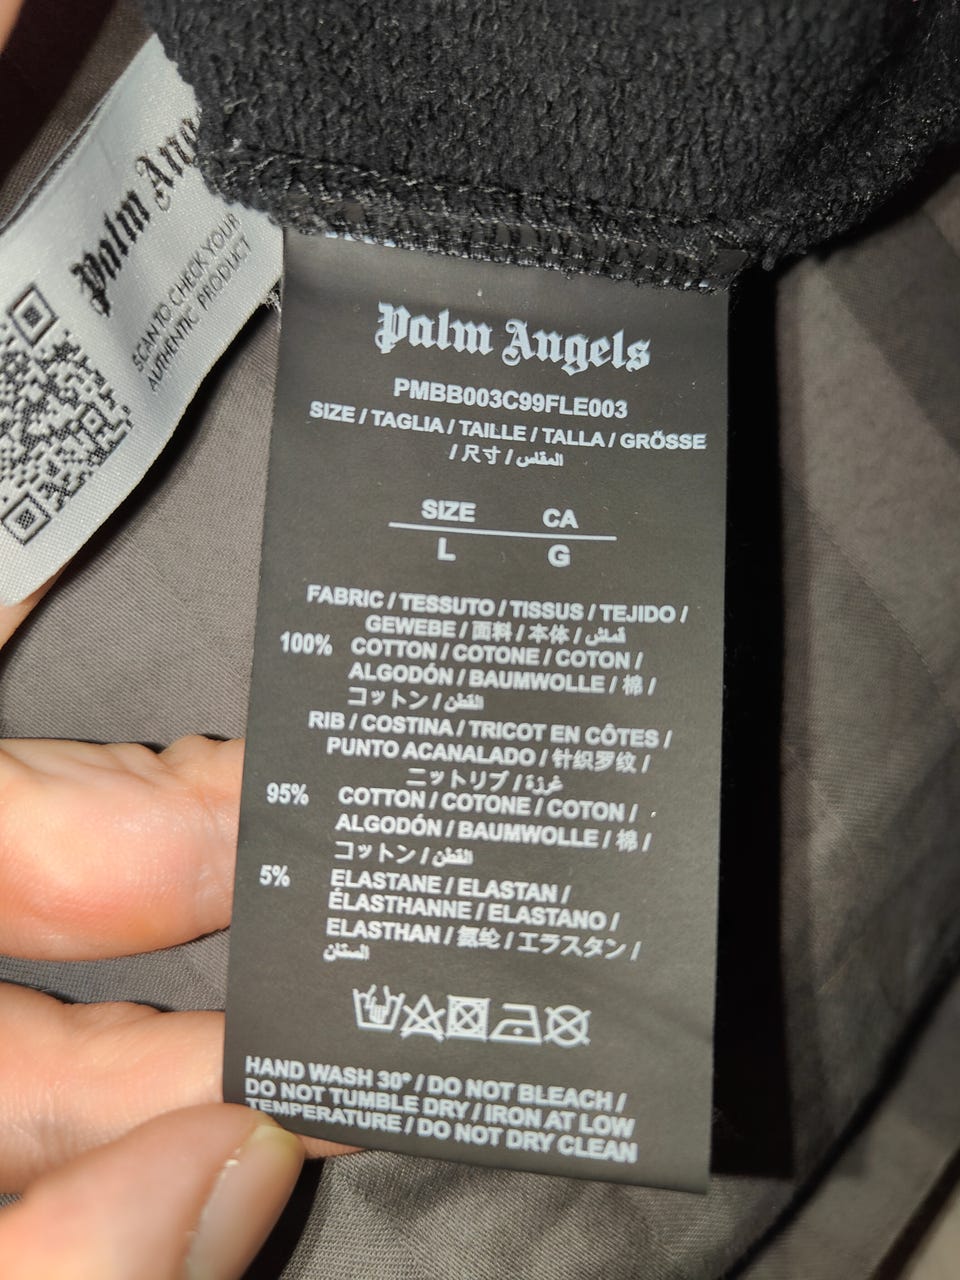 Palm
SCAN TO CHECK YOUR
AUTHENTIC PRODUCT
Palm Angels
PMBB003C99FLE003
SIZE / TAGLIA / TAILLE / TALLA / GRÖSSE
/ 尺寸 / المقاس
SIZE CA
L G
FABRIC / TESSUTO / TISSUS / TEJIDO /
GEWEBE / 面料 / 本体 / قماش
100% COTTON / COTONE / COTON /
ALGODÓN / BAUMWOLLE / 棉 /
コットン / القطن
RIB / COSTINA / TRICOT EN CÔTES /
PUNTO ACANALADO / 针织罗纹 /
ニットリブ / غرزة
95% COTTON / COTONE / COTON /
ALGODÓN / BAUMWOLLE / 棉 /
コットン / القطن
5% ELASTANE / ELASTAN /
ÉLASTHANNE / ELASTANO /
ELASTHAN / 氨纶 / エラスタン /
HAND WASH 30° / DO NOT BLEACH /
DO NOT TUMBLE DRY / IRON AT LOW
TEMPERATURE / DO NOT DRY CLEAN